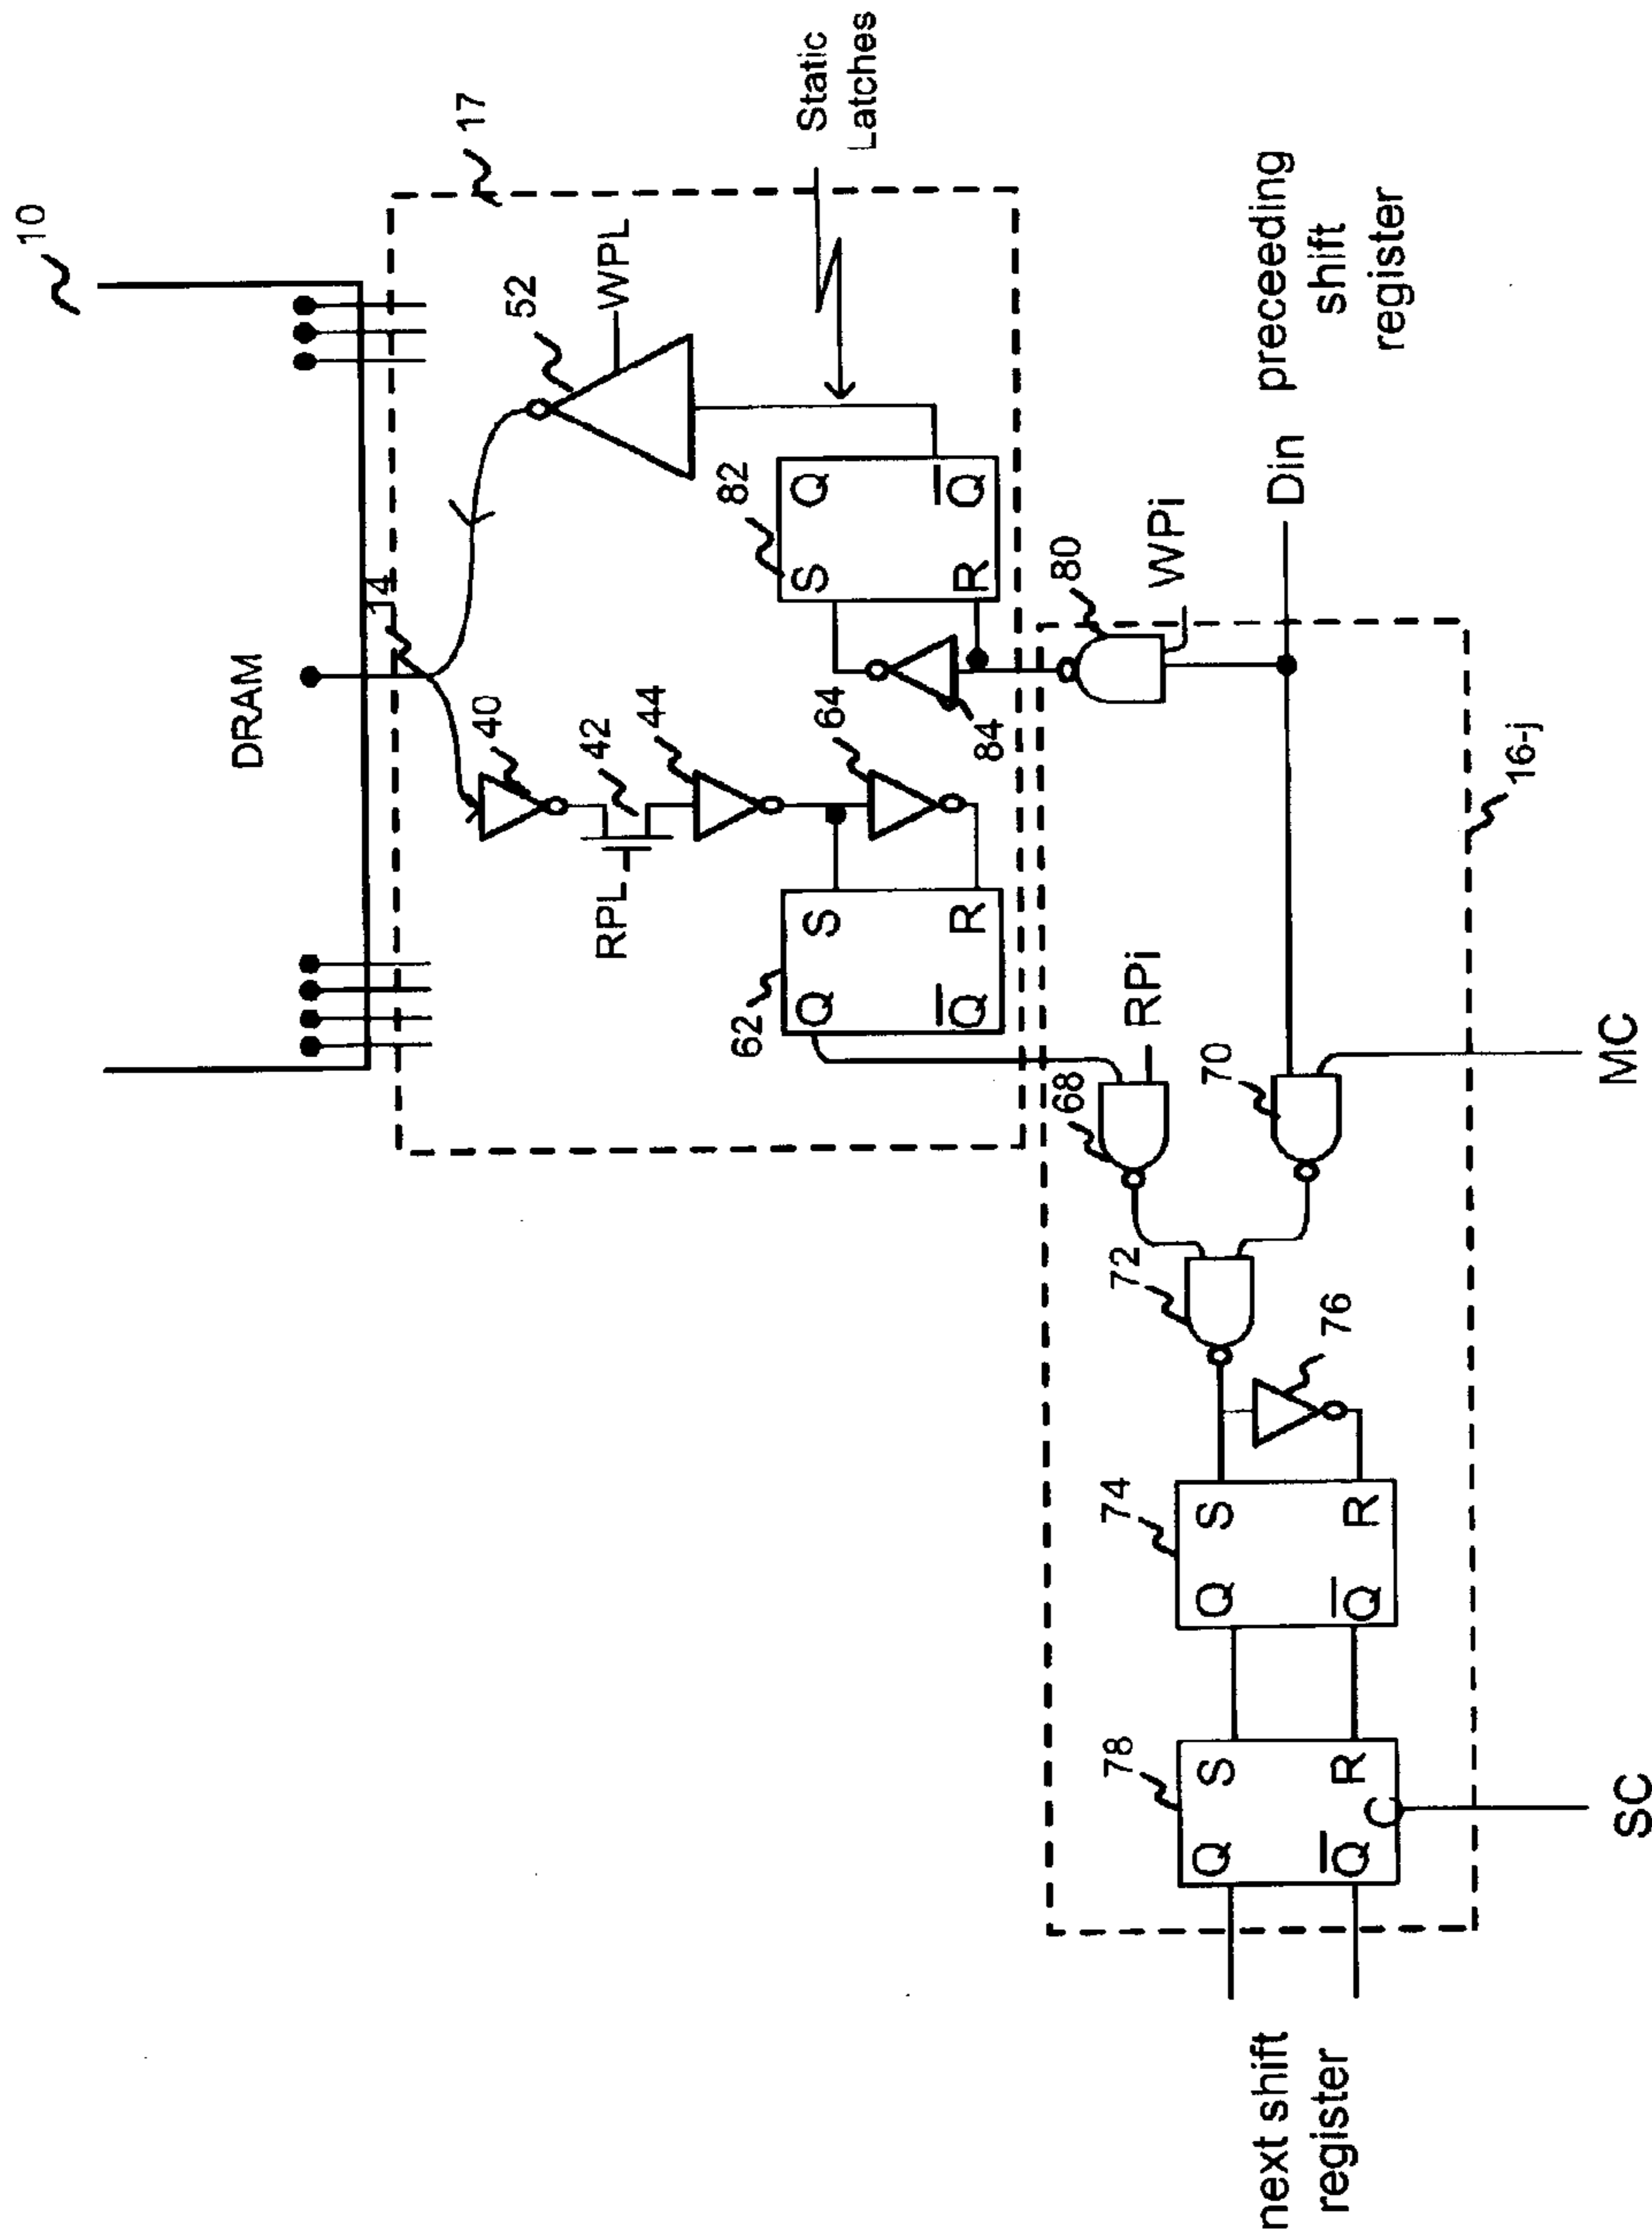 10
DRAM
14
17
40
52
WPL
RPL
42
44
64
Static
Latches
62
Q
S
Q
R
82
S
Q
R
Q
84
80
WPi
RPi
68
Din
preceeding
shift
register
70
72
76
74
Q
S
Q
R
78
Q
S
Q
R
C
16-j
MC
SC
next shift
register